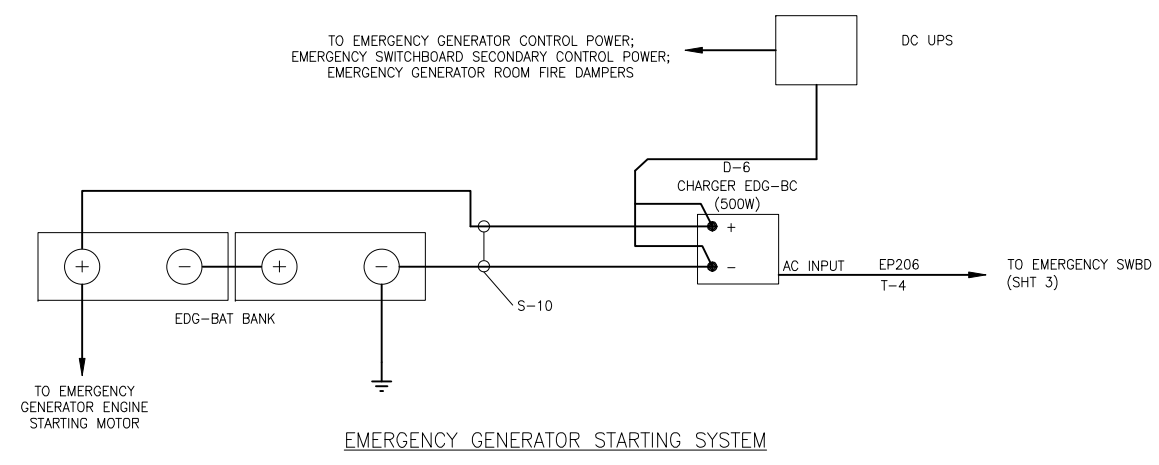 TO EMERGENCY GENERATOR CONTROL POWER;
EMERGENCY SWITCHBOARD SECONDARY CONTROL POWER;
EMERGENCY GENERATOR ROOM FIRE DAMPERS
DC UPS
D-6
CHARGER EDG-BC
(500W)
+
-
AC INPUT
EP206
T-4
TO EMERGENCY SWBD
(SHT 3)
+
-
+
-
S-10
EDG-BAT BANK
TO EMERGENCY
GENERATOR ENGINE
STARTING MOTOR
EMERGENCY GENERATOR STARTING SYSTEM